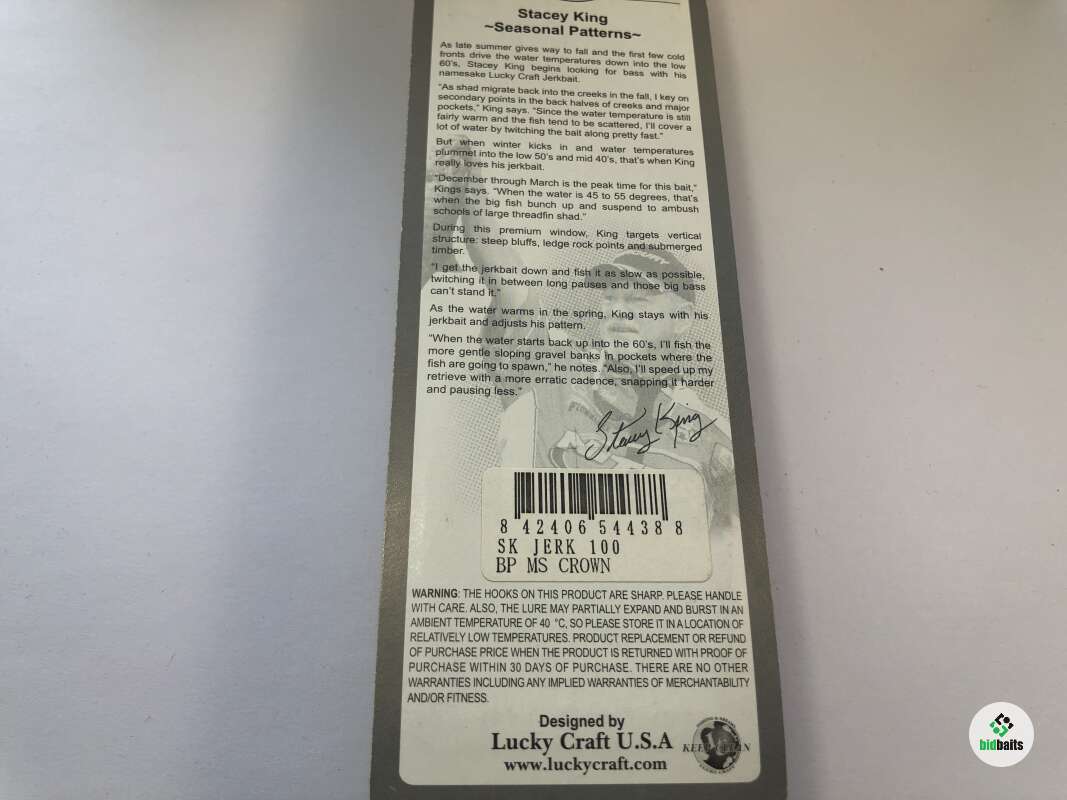 Stacey King
~Seasonal Patterns~
As late summer gives way to fall and the first few cold
fronts drive the water temperatures down into the low
60's, Stacey King begins looking for bass with his
namesake Lucky Craft Jerkbait.
"As shad migrate back into the creeks in the fall, I key on
secondary points in the back halves of creeks and major
pockets," King says. "Since the water temperature is still
fairly warm and the fish tend to be scattered, I'll cover a
lot of water by twitching the bait along pretty fast."
But when winter kicks in and water temperatures
plummet into the low 50's and mid 40's, that's when King
really loves his jerkbait.
"December through March is the peak time for this bait,"
Kings says. "When the water is 45 to 55 degrees, that's
when the big fish bunch up and suspend to ambush
schools of large threadfin shad."
During this premium window, King targets vertical
structure: steep bluffs, ledge rock points and submerged
timber.
"I get the jerkbait down and fish it as slow as possible,
twitching it in between long pauses and those big bass
can't stand it."
As the water warms in the spring, King stays with his
jerkbait and adjusts his pattern.
"When the water starts back up into the 60's, I'll fish the
more gentle sloping gravel banks in pockets where the
fish are going to spawn," he notes. "Also, I'll speed up my
retrieve with a more erratic cadence, snapping it harder
and pausing less."
Stacey King
8 42406 54438 8
SK JERK 100
BP MS CROWN
WARNING: THE HOOKS ON THIS PRODUCT ARE SHARP. PLEASE HANDLE
WITH CARE. ALSO, THE LURE MAY PARTIALLY EXPAND AND BURST IN AN
AMBIENT TEMPERATURE OF 40 °C, SO PLEASE STORE IT IN A LOCATION OF
RELATIVELY LOW TEMPERATURES. PRODUCT REPLACEMENT OR REFUND
OF PURCHASE PRICE WHEN THE PRODUCT IS RETURNED WITH PROOF OF
PURCHASE WITHIN 30 DAYS OF PURCHASE. THERE ARE NO OTHER
WARRANTIES INCLUDING ANY IMPLIED WARRANTIES OF MERCHANTABILITY
AND/OR FITNESS.
Designed by
Lucky Craft U.S.A
www.luckycraft.com
bidbaits